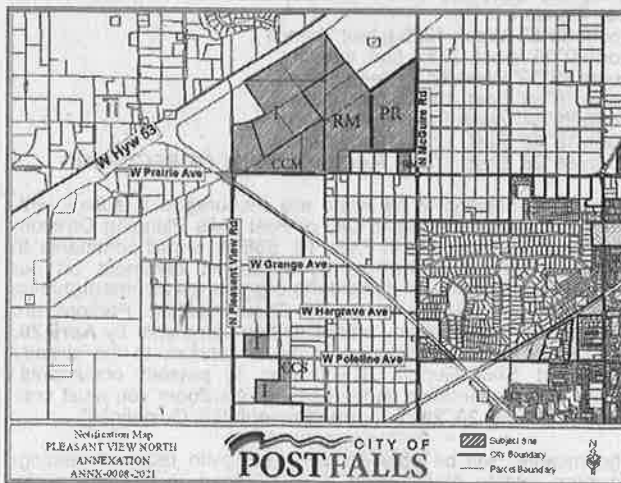 I
RM
PR
CCM
W Hyw 53
W Prairie Ave
N McGuire Rd
N Pleasant View Rd
W Grange Ave
W Hargrave Ave
W Poleline Ave
I
CCS
I
Notification Map
PLEASANT VIEW NORTH
ANNEXATION
ANNX-0008-2021
CITY OF
POST FALLS
Subject Site
City Boundary
Parcel Boundary
N